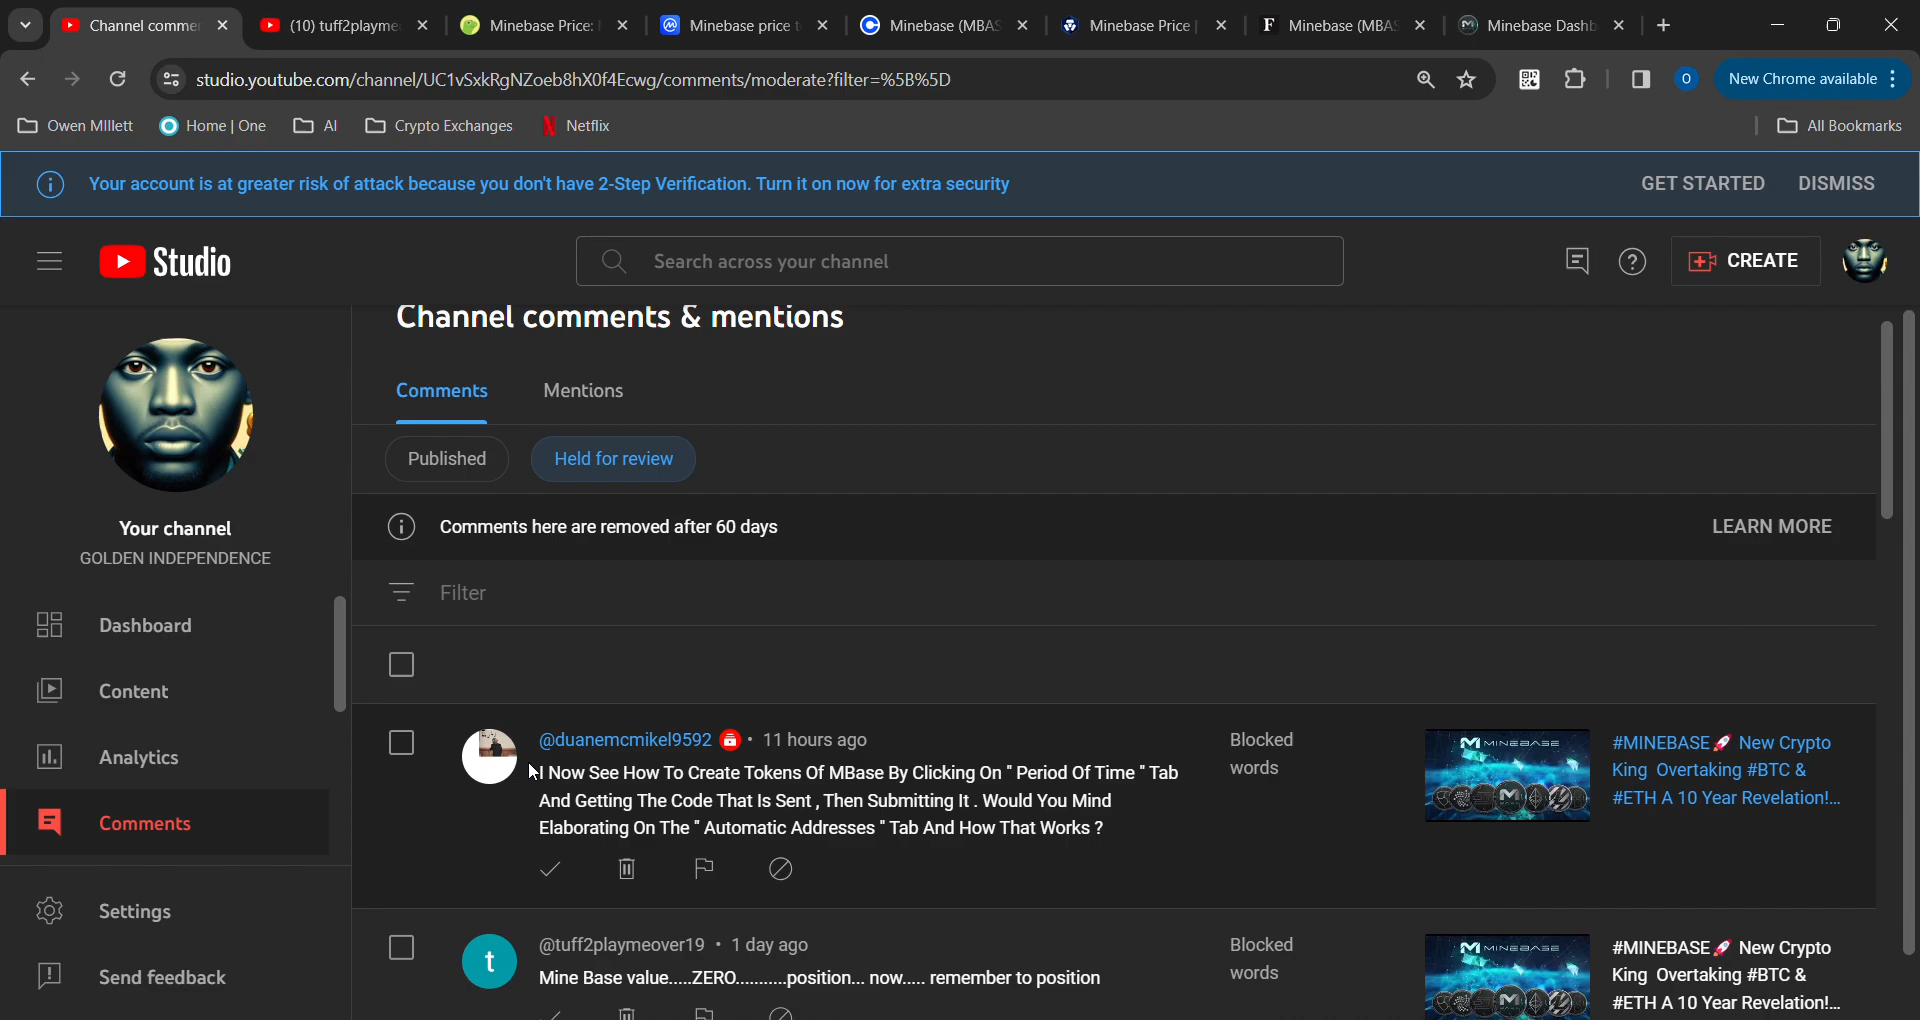 Channel comme
(10) tuff2playme
Minebase Price:
Minebase price t
Minebase (MBAS
Minebase Price |
F Minebase (MBAS
Minebase Dashb
studio.youtube.com/channel/UC1vSxkRgNZoeb8hX0f4Ecwg/comments/moderate?filter=%5B%5D
O
New Chrome available
Owen MIllett
Home | One
AI
Crypto Exchanges
Netflix
All Bookmarks
Your account is at greater risk of attack because you don't have 2-Step Verification. Turn it on now for extra security
GET STARTED
DISMISS
Studio
Search across your channel
CREATE
Channel comments & mentions
Comments
Mentions
Published
Held for review
Comments here are removed after 60 days
LEARN MORE
Filter
Your channel
GOLDEN INDEPENDENCE
Dashboard
Content
Analytics
Comments
Settings
Send feedback
@duanemcmikel9592 • 11 hours ago
I Now See How To Create Tokens Of MBase By Clicking On " Period Of Time " Tab
And Getting The Code That Is Sent , Then Submitting It . Would You Mind
Elaborating On The " Automatic Addresses " Tab And How That Works ?
Blocked
words
MINEBASE
#MINEBASE🚀 New Crypto
King Overtaking #BTC &
#ETH A 10 Year Revelation!...
t
@tuff2playmeover19 • 1 day ago
Mine Base value.....ZERO...........position... now..... remember to position
Blocked
words
MINEBASE
#MINEBASE🚀 New Crypto
King Overtaking #BTC &
#ETH A 10 Year Revelation!...